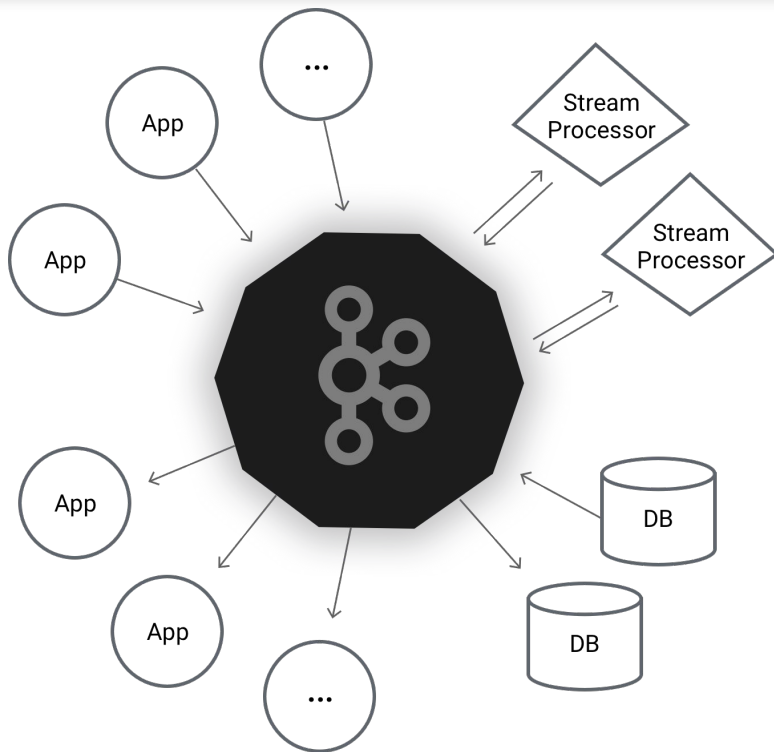 ...
App
App
Stream
Processor
Stream
Processor
App
DB
App
DB
...